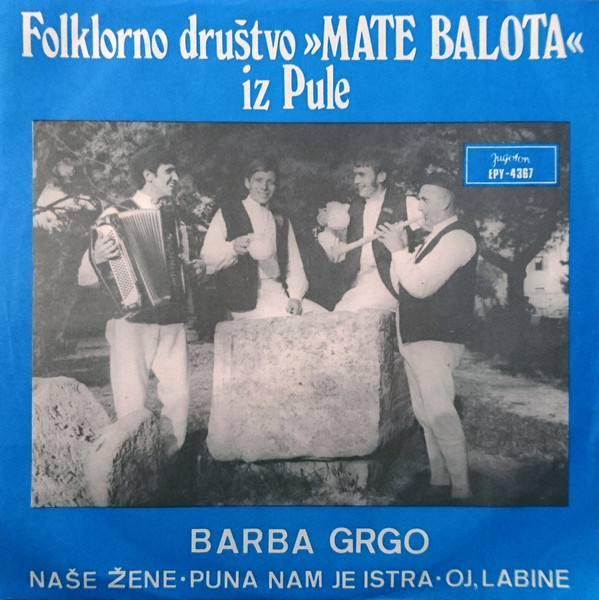 Folklorno društvo »MATE BALOTA«
iz Pule
Jugoton
EPY-4367
BARBA GRGO
NAŠE ŽENE • PUNA NAM JE ISTRA • OJ, LABINE